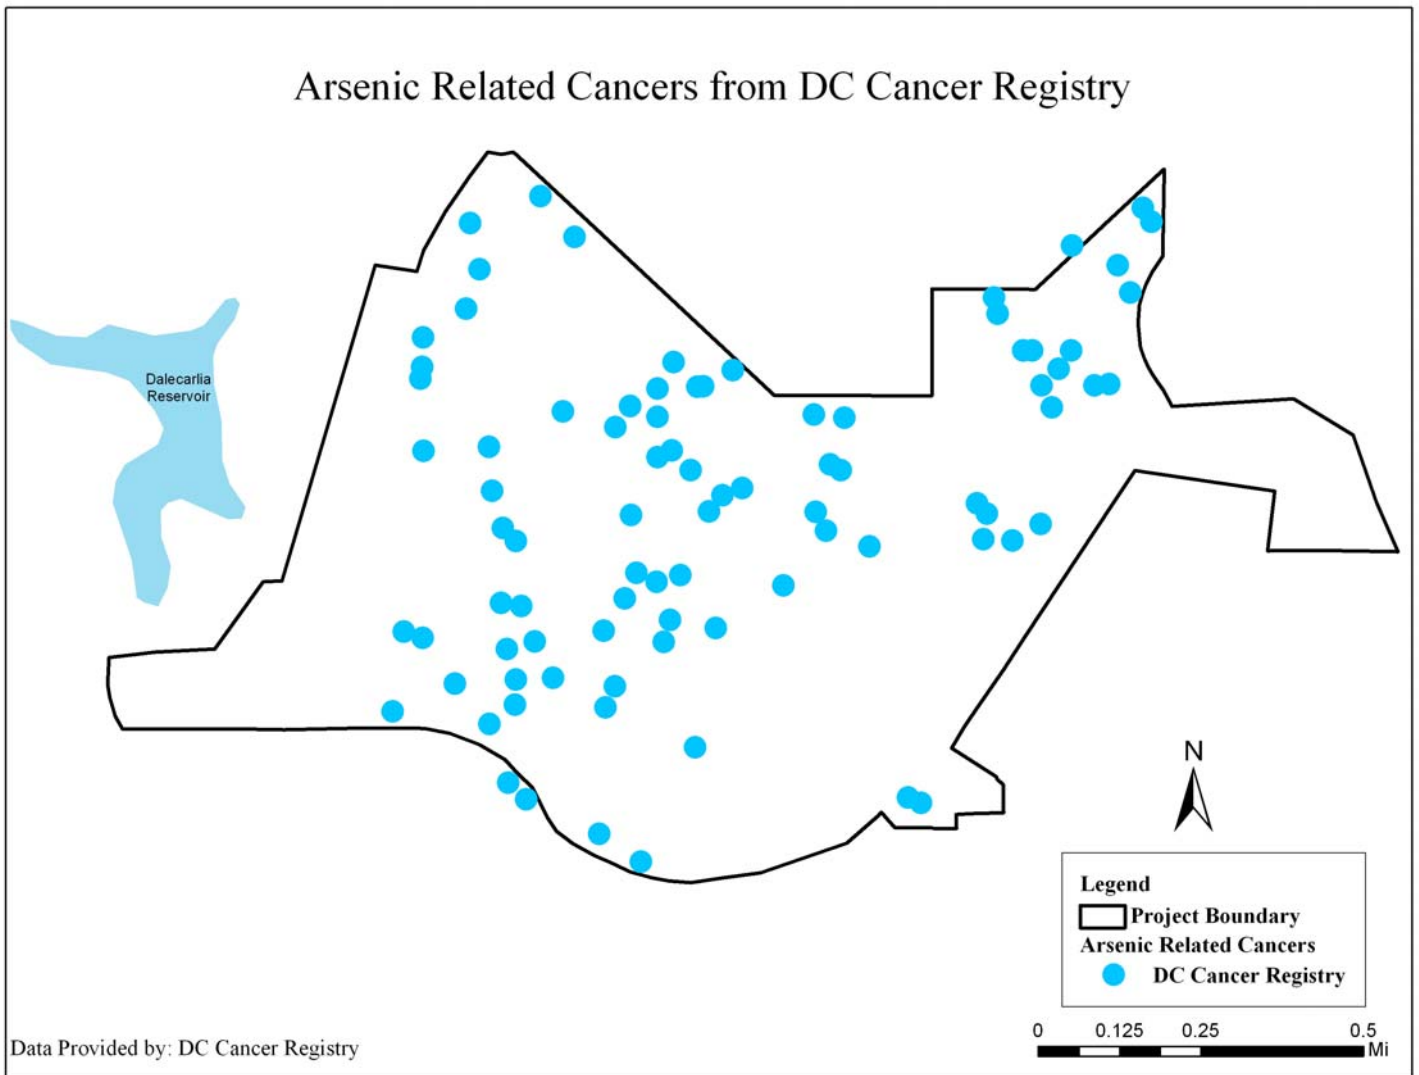 Arsenic Related Cancers from DC Cancer Registry
Dalecarlia
Reservoir
N
Legend
Project Boundary
Arsenic Related Cancers
DC Cancer Registry
0 0.125 0.25 0.5
Mi
Data Provided by: DC Cancer Registry